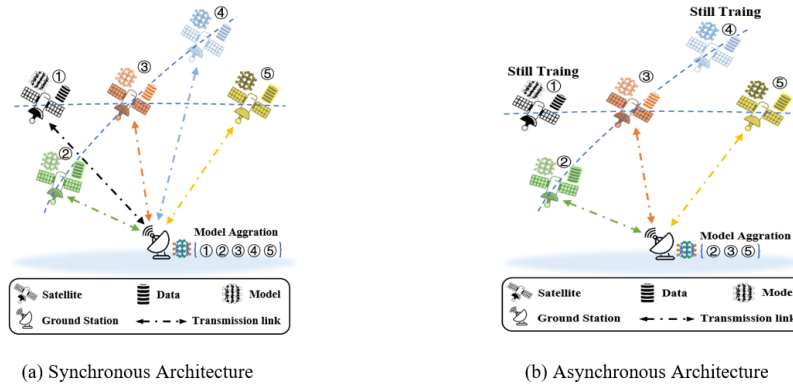 ④
①
③
⑤
②
Model Aggration
{①②③④⑤}
Satellite
Data
Model
Ground Station
Transmission link
(a) Synchronous Architecture
Still Traing
④
Still Traing
①
③
⑤
②
Model Aggration
{②③⑤}
Satellite
Data
Model
Ground Station
Transmission link
(b) Asynchronous Architecture